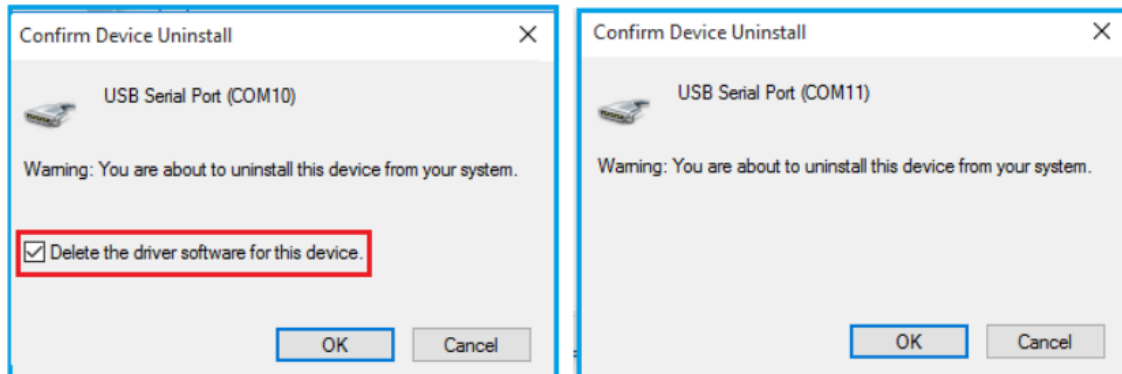 Confirm Device Uninstall
USB Serial Port (COM10)
Warning: You are about to uninstall this device from your system.
Delete the driver software for this device.
OK Cancel
Confirm Device Uninstall
USB Serial Port (COM11)
Warning: You are about to uninstall this device from your system.
OK Cancel